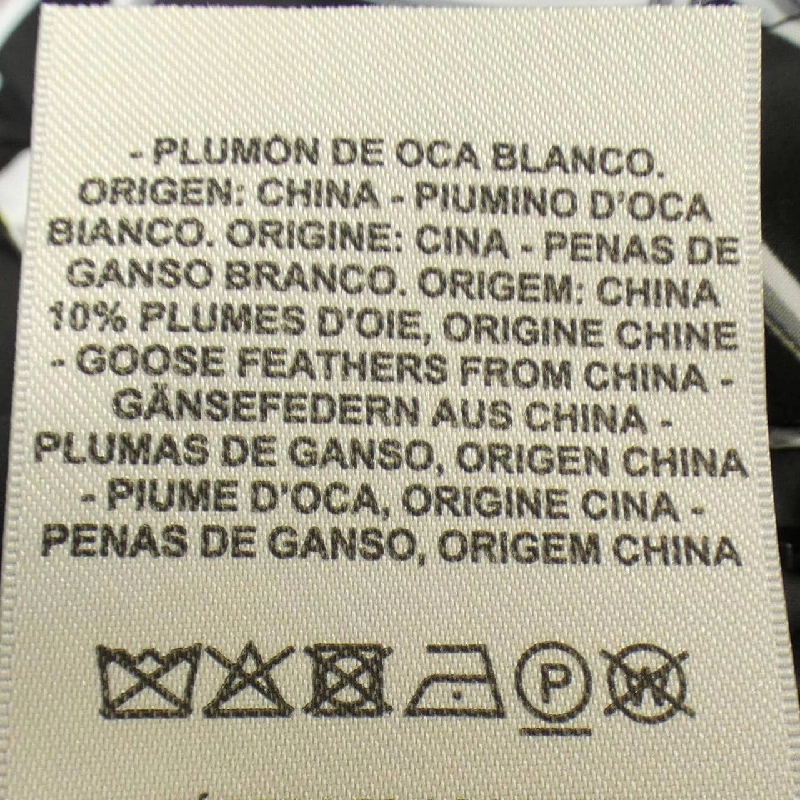 - PLUMÓN DE OCA BLANCO.
ORIGEN: CHINA - PIUMINO D'OCA
BIANCO. ORIGINE: CINA - PENAS DE
GANSO BRANCO. ORIGEM: CHINA
10% PLUMES D'OIE, ORIGINE CHINE
- GOOSE FEATHERS FROM CHINA -
GÄNSEFEDERN AUS CHINA -
PLUMAS DE GANSO, ORIGEN CHINA
- PIUME D'OCA, ORIGINE CINA -
PENAS DE GANSO, ORIGEM CHINA
P W